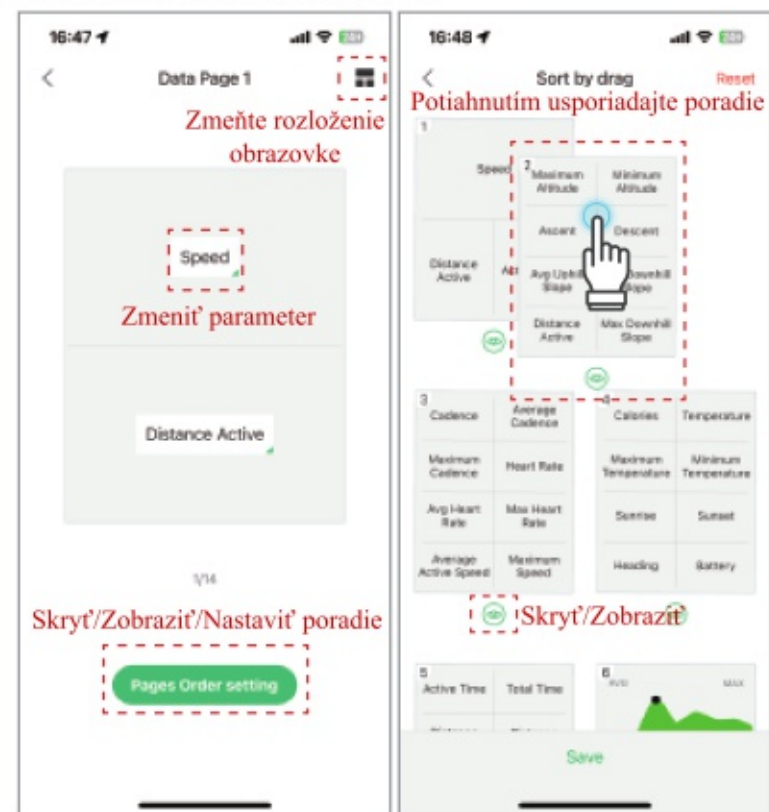 16:47
Data Page 1
Zmeňte rozloženie
obrazovke
Speed
Zmeniť parameter
Distance Active
1/14
Skryť/Zobraziť/Nastaviť poradie
Pages Order setting
16:48
Sort by drag
Reset
Potiahnutím usporiadajte poradie
1
Speed
Distance
Active
2
Maximum
Altitude
Minimum
Altitude
Ascent
Descent
Avg Uphill
Slope
Downhill
Slope
Distance
Active
Max Downhill
Slope
3
Cadence
Average
Cadence
Maximum
Cadence
Heart Rate
Avg Heart
Rate
Max Heart
Rate
Average
Active Speed
Maximum
Speed
4
Calories
Temperature
Maximum
Temperature
Minimum
Temperature
Sunrise
Sunset
Heading
Battery
Skryť/Zobraziť
5
Active Time
Total Time
6
AVG
MAX
Save